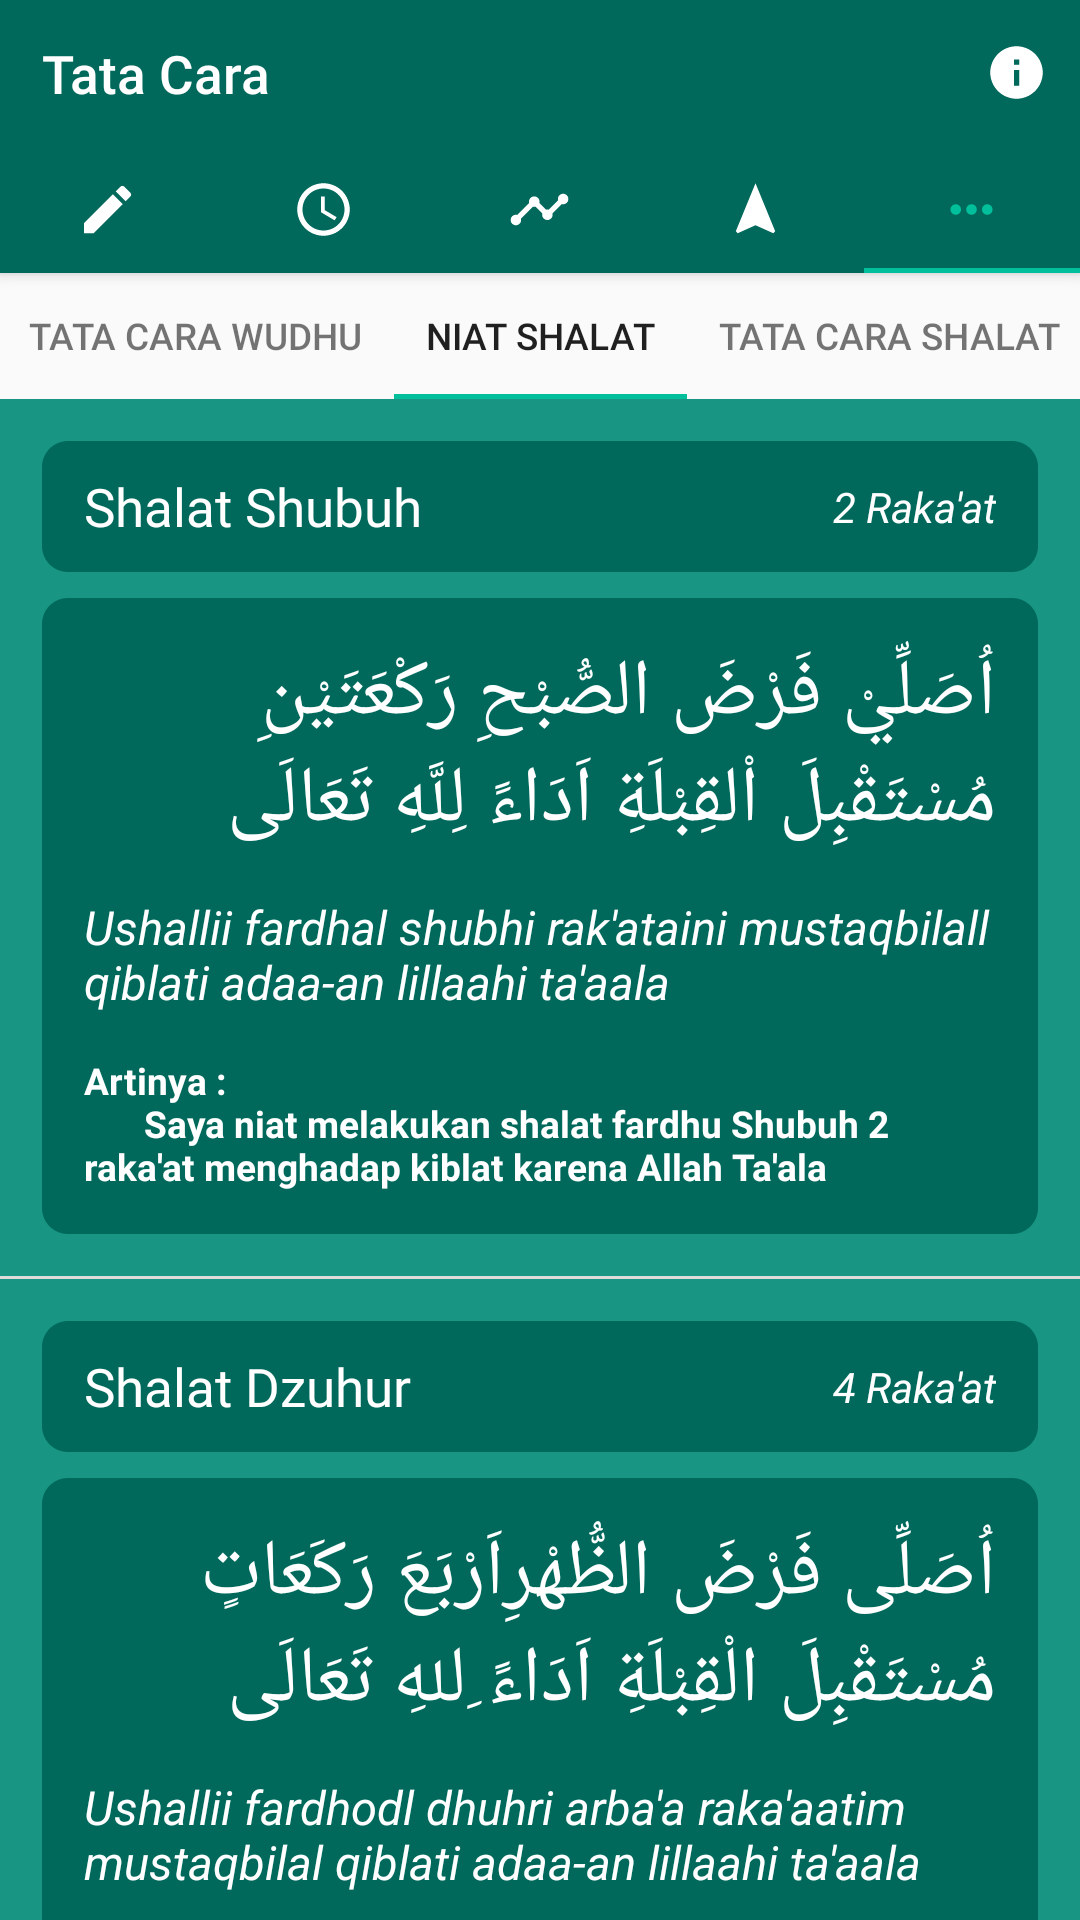 Tata Cara
TATA CARA WUDHU
NIAT SHALAT
TATA CARA SHALAT
Shalat Shubuh
2 Raka'at
اُصَلِّيْ فَرْضَ الصُّبْحِ رَكْعَتَيْنِ
مُسْتَقْبِلَ اْلقِبْلَةِ اَدَاءً لِلَّهِ تَعَالَى
Ushallii fardhal shubhi rak'ataini mustaqbilall
qiblati adaa-an lillaahi ta'aala
Artinya :
Saya niat melakukan shalat fardhu Shubuh 2
raka'at menghadap kiblat karena Allah Ta'ala
Shalat Dzuhur
4 Raka'at
اُصَلِّى فَرْضَ الظُّهْرِاَرْبَعَ رَكَعَاتٍ
مُسْتَقْبِلَ الْقِبْلَةِ اَدَاءً ِللهِ تَعَالَى
Ushallii fardhodl dhuhri arba'a raka'aatim
mustaqbilal qiblati adaa-an lillaahi ta'aala